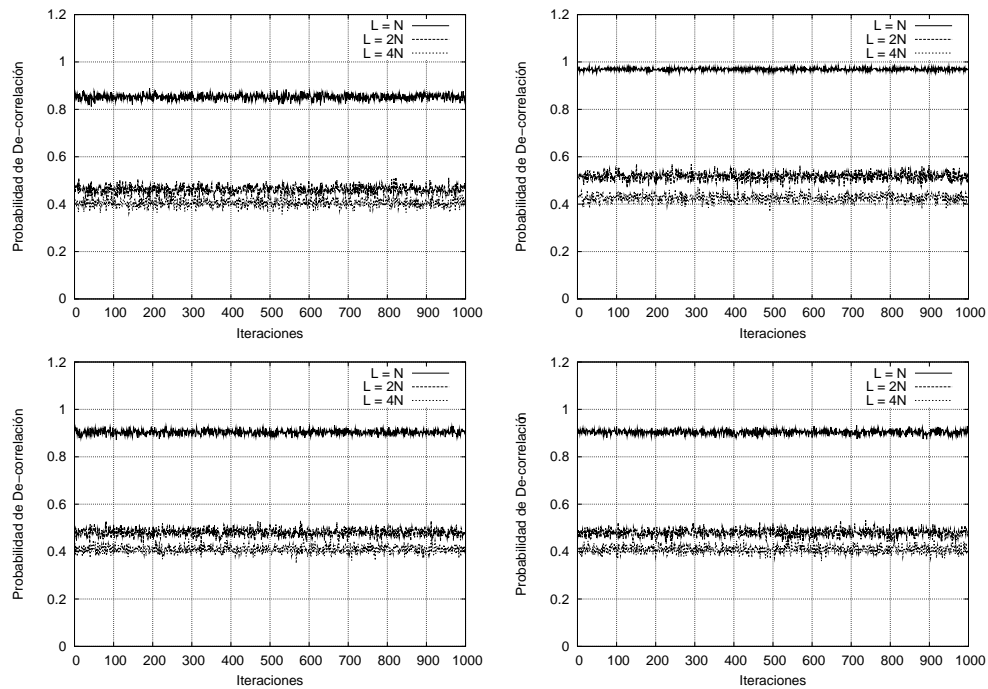 Probabilidad de De−correlación
1.2
1
0.8
0.6
0.4
0.2
0
L = N
L = 2N
L = 4N
0 100 200 300 400 500 600 700 800 900 1000
Iteraciones
Probabilidad de De−correlación
1.2
1
0.8
0.6
0.4
0.2
0
L = N
L = 2N
L = 4N
0 100 200 300 400 500 600 700 800 900 1000
Iteraciones
Probabilidad de De−correlación
1.2
1
0.8
0.6
0.4
0.2
0
L = N
L = 2N
L = 4N
0 100 200 300 400 500 600 700 800 900 1000
Iteraciones
Probabilidad de De-correlación
1.2
1
0.8
0.6
0.4
0.2
0
L = N
L = 2N
L = 4N
0 100 200 300 400 500 600 700 800 900 1000
Iteraciones